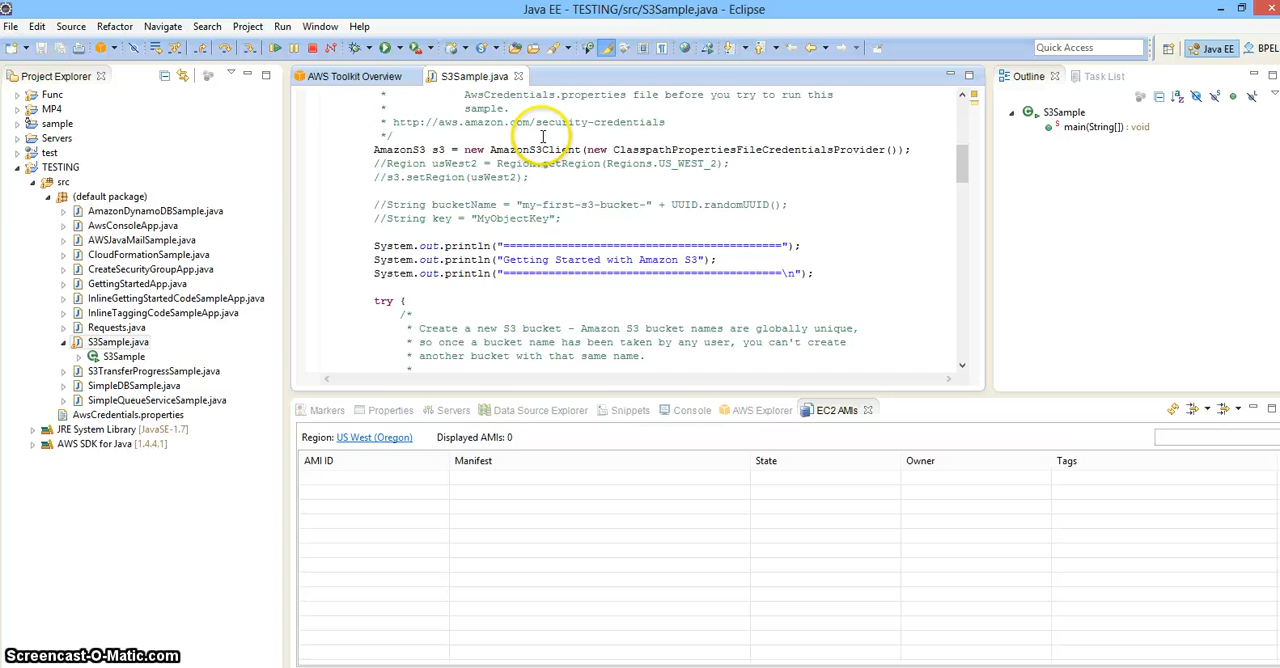 Java EE - TESTING/src/S3Sample.java - Eclipse
File Edit Source Refactor Navigate Search Project Run Window Help
Quick Access Java EE BPEL
Project Explorer
Func
MP4
sample
Servers
test
TESTING
src
(default package)
AmazonDynamoDBSample.java
AwsConsoleApp.java
AWSJavaMailSample.java
CloudFormationSample.java
CreateSecurityGroupApp.java
GettingStartedApp.java
InlineGettingStartedCodeSampleApp.java
InlineTaggingCodeSampleApp.java
Requests.java
S3Sample.java
S3Sample
S3TransferProgressSample.java
SimpleDBSample.java
SimpleQueueServiceSample.java
AwsCredentials.properties
JRE System Library [JavaSE-1.7]
AWS SDK for Java [1.4.4.1]
AWS Toolkit Overview S3Sample.java
* AwsCredentials.properties file before you try to run this
* sample.
* http://aws.amazon.com/security-credentials
*/
AmazonS3 s3 = new AmazonS3Client(new ClasspathPropertiesFileCredentialsProvider());
//Region usWest2 = Region.getRegion(Regions.US_WEST_2);
//s3.setRegion(usWest2);
//String bucketName = "my-first-s3-bucket-" + UUID.randomUUID();
//String key = "MyObjectKey";
System.out.println("===========================================");
System.out.println("Getting Started with Amazon S3");
System.out.println("===========================================\n");
try {
/*
* Create a new S3 bucket - Amazon S3 bucket names are globally unique,
* so once a bucket name has been taken by any user, you can't create
* another bucket with that same name.
*
Outline Task List
S3Sample
main(String[]) : void
Markers Properties Servers Data Source Explorer Snippets Console AWS Explorer EC2 AMIs
Region: US West (Oregon) Displayed AMIs: 0
AMI ID Manifest State Owner Tags
Screencast-O-Matic.com